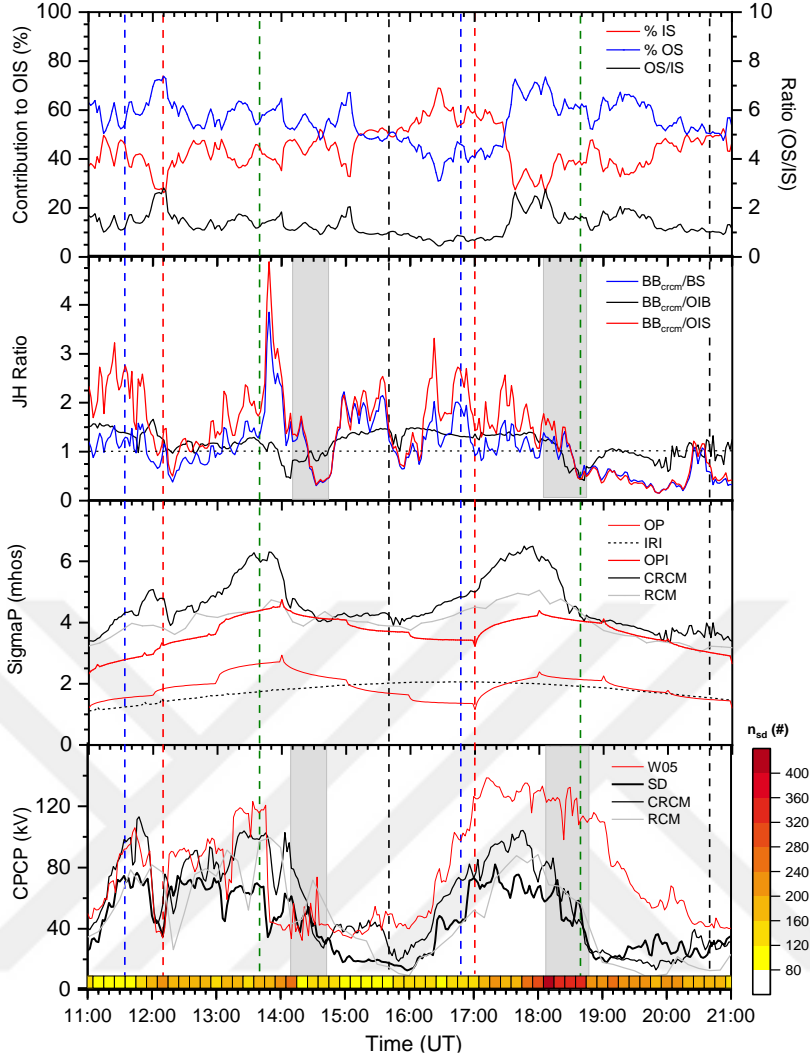 100
80
60
40
20
0
Contribution to OIS (%)
% IS
% OS
OS/IS
10
8
6
4
2
0
Ratio (OS/IS)
4
3
2
1
0
JH Ratio
BBcrcm/BS
BBcrcm/OIB
BBcrcm/OIS
6
4
2
0
SigmaP (mhos)
OP
IRI
OPI
CRCM
RCM
120
80
40
0
CPCP (kV)
W05
SD
CRCM
RCM
nsd (#)
400
360
320
280
240
200
160
120
80
11:00 12:00 13:00 14:00 15:00 16:00 17:00 18:00 19:00 20:00 21:00
Time (UT)